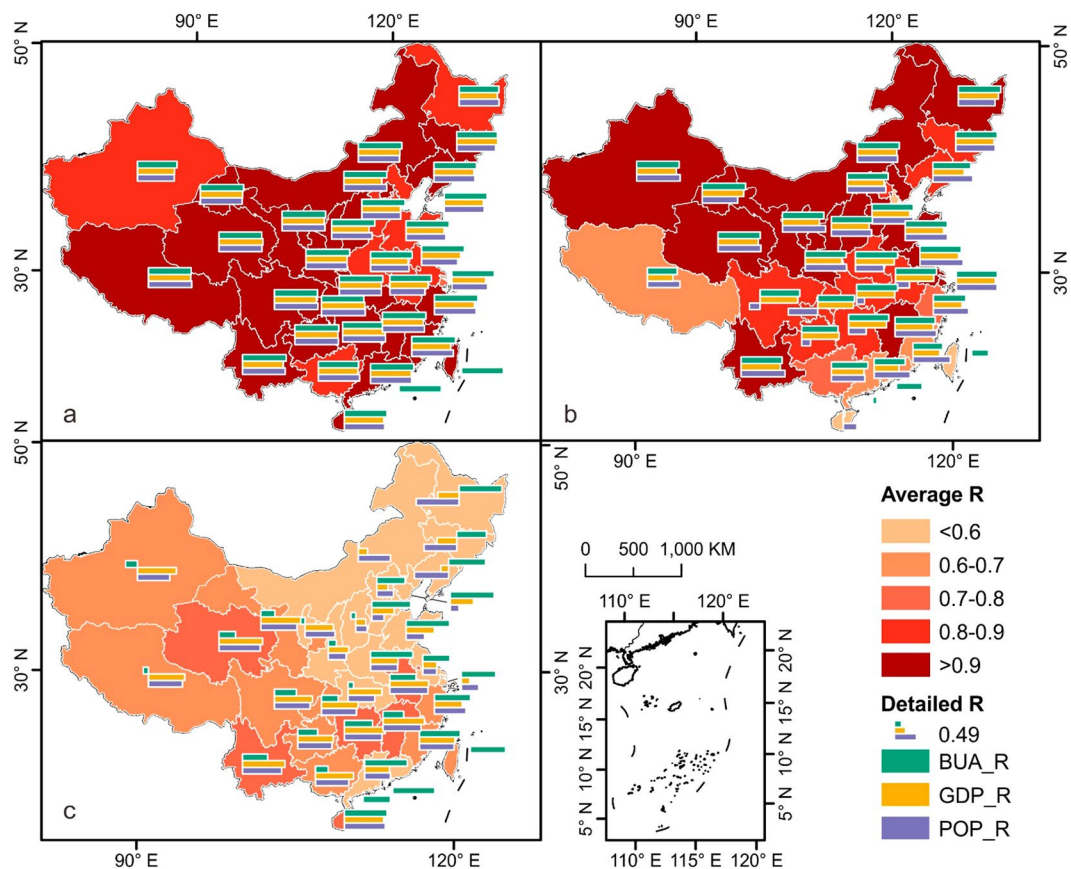 90° E 120° E 90° E 120° E
50° N
50° N
30° N
30° N
a
b
50° N
50° N
90° E 120° E
30° N
30° N
c
90° E 120° E
Average R
<0.6
0.6-0.7
0.7-0.8
0.8-0.9
>0.9
Detailed R
0.49
BUA_R
GDP_R
POP_R
0 500 1,000 KM
110° E 120° E
20° N
15° N
10° N
5° N
20° N
15° N
10° N
5° N
110° E 115° E 120° E